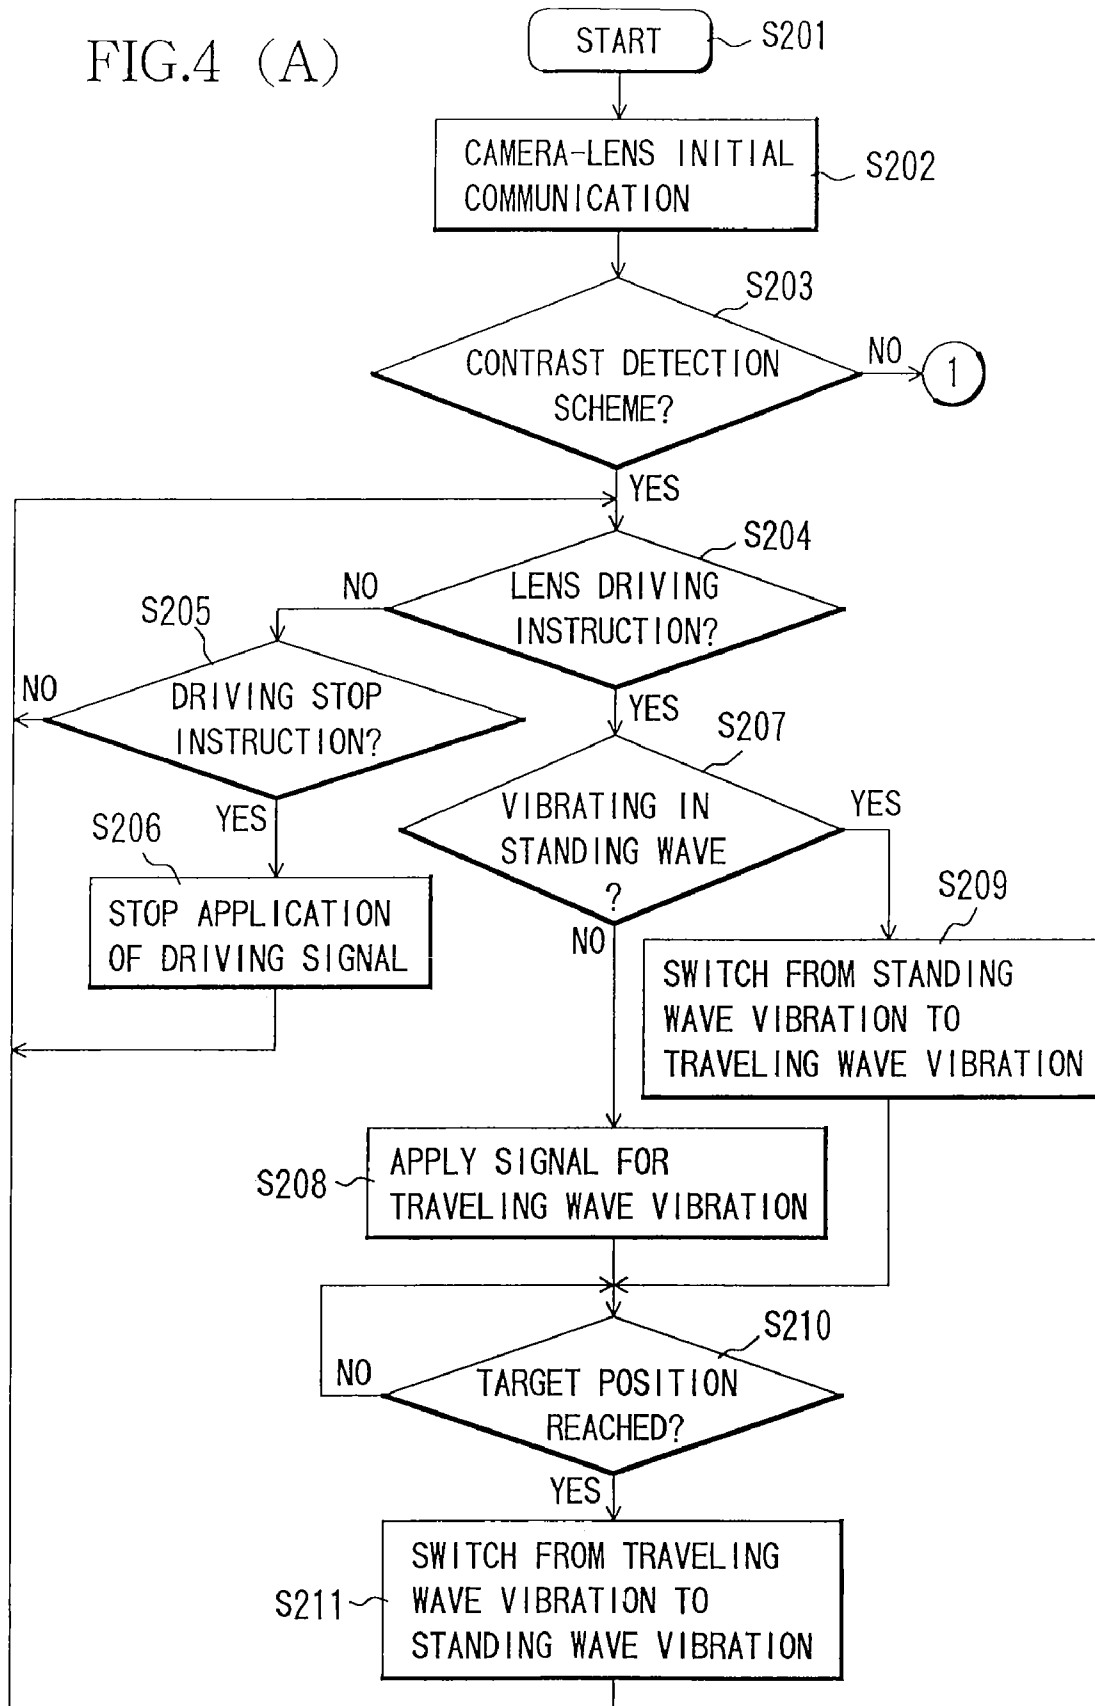 FIG.4 (A)
START
S201
CAMERA-LENS INITIAL
COMMUNICATION
S202
S203
CONTRAST DETECTION
SCHEME?
NO
1
YES
S204
LENS DRIVING
INSTRUCTION?
NO
S205
DRIVING STOP
INSTRUCTION?
NO
YES
YES
S206
STOP APPLICATION
OF DRIVING SIGNAL
S207
VIBRATING IN
STANDING WAVE
?
YES
NO
S209
SWITCH FROM STANDING
WAVE VIBRATION TO
TRAVELING WAVE VIBRATION
S208
APPLY SIGNAL FOR
TRAVELING WAVE VIBRATION
S210
TARGET POSITION
REACHED?
NO
YES
S211
SWITCH FROM TRAVELING
WAVE VIBRATION TO
STANDING WAVE VIBRATION